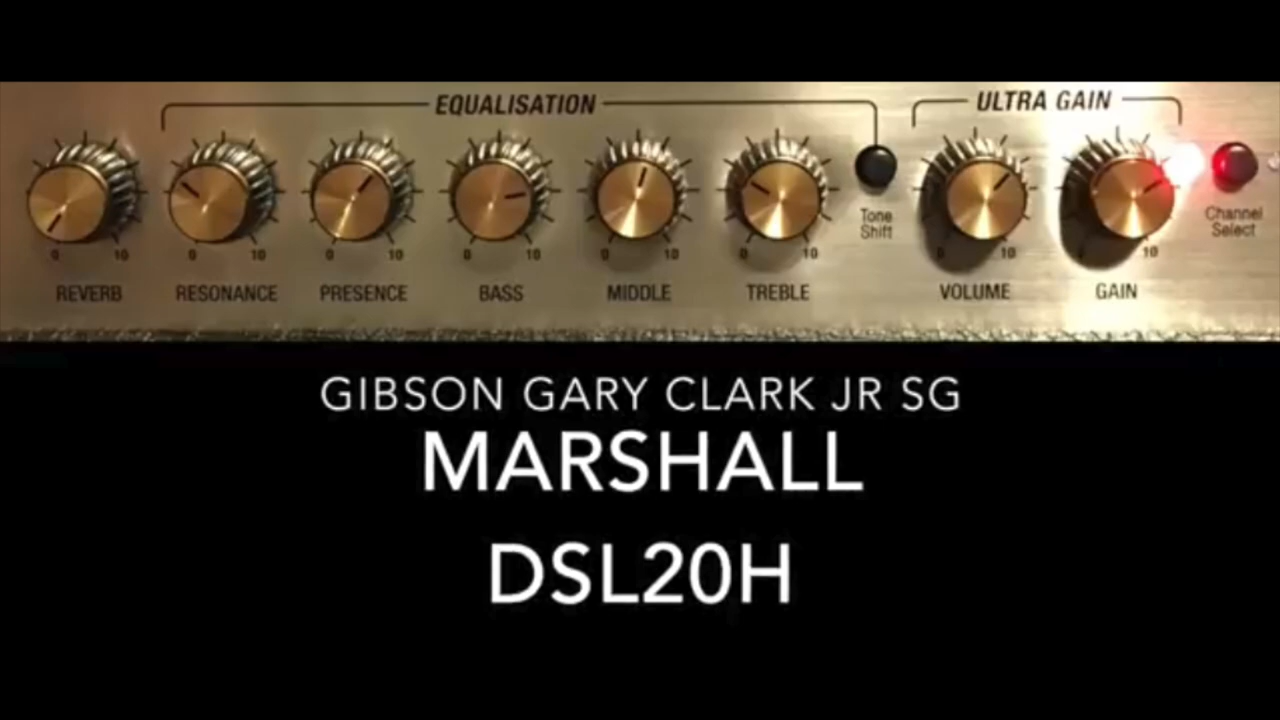 EQUALISATION
ULTRA GAIN
Tone
Shift
Channel
Select
0 10 0 10 0 10 0 10 0 10 0 10 0 10 0 10
REVERB RESONANCE PRESENCE BASS MIDDLE TREBLE VOLUME GAIN
GIBSON GARY CLARK JR SG
MARSHALL
DSL20H